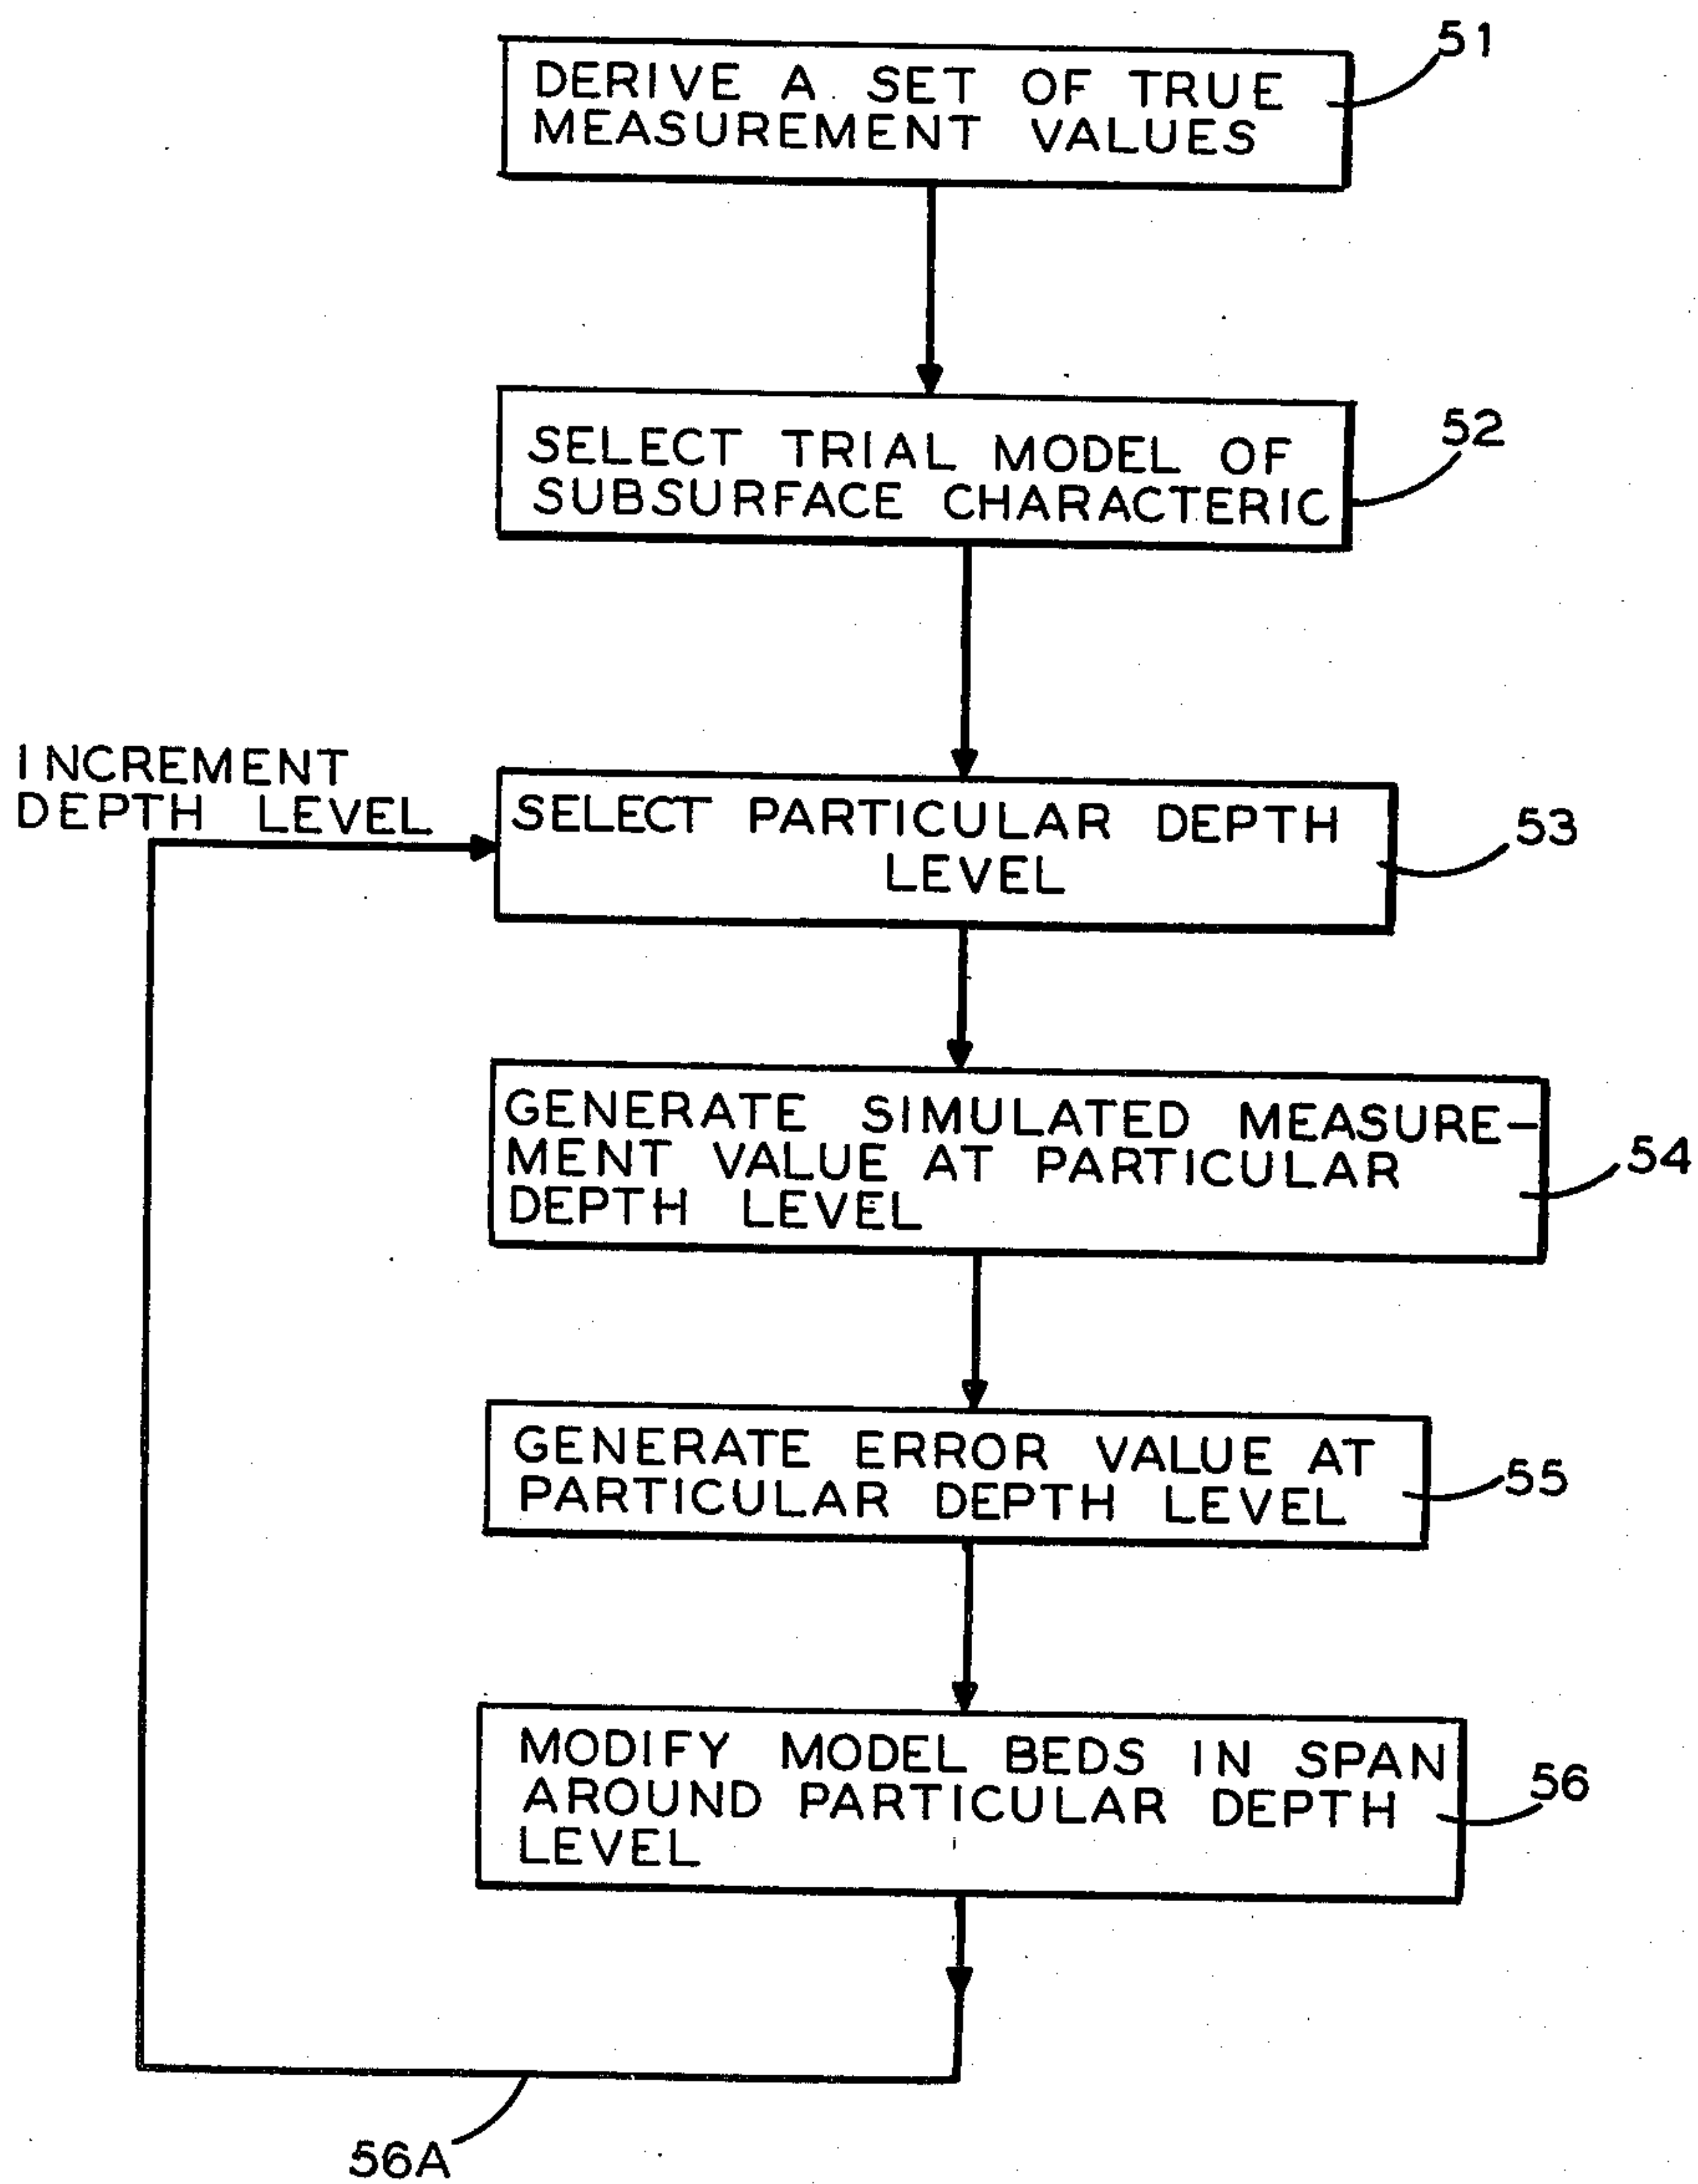 51
DERIVE A SET OF TRUE
MEASUREMENT VALUES
52
SELECT TRIAL MODEL OF
SUBSURFACE CHARACTERIC
INCREMENT
DEPTH LEVEL
53
SELECT PARTICULAR DEPTH
LEVEL
54
GENERATE SIMULATED MEASURE-
MENT VALUE AT PARTICULAR
DEPTH LEVEL
55
GENERATE ERROR VALUE AT
PARTICULAR DEPTH LEVEL
56
MODIFY MODEL BEDS IN SPAN
AROUND PARTICULAR DEPTH
LEVEL
56A